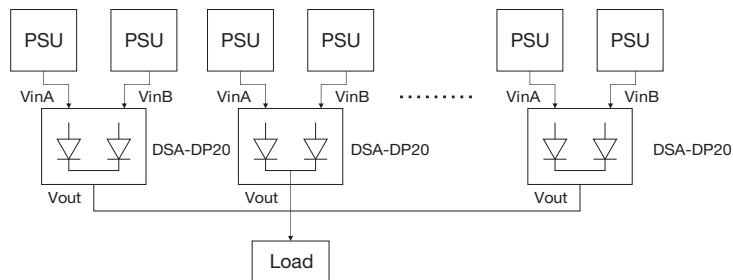 PSU PSU PSU PSU PSU PSU
VinA VinB VinA VinB ......... VinA VinB
DSA-DP20 DSA-DP20 DSA-DP20
Vout Vout Vout
Load